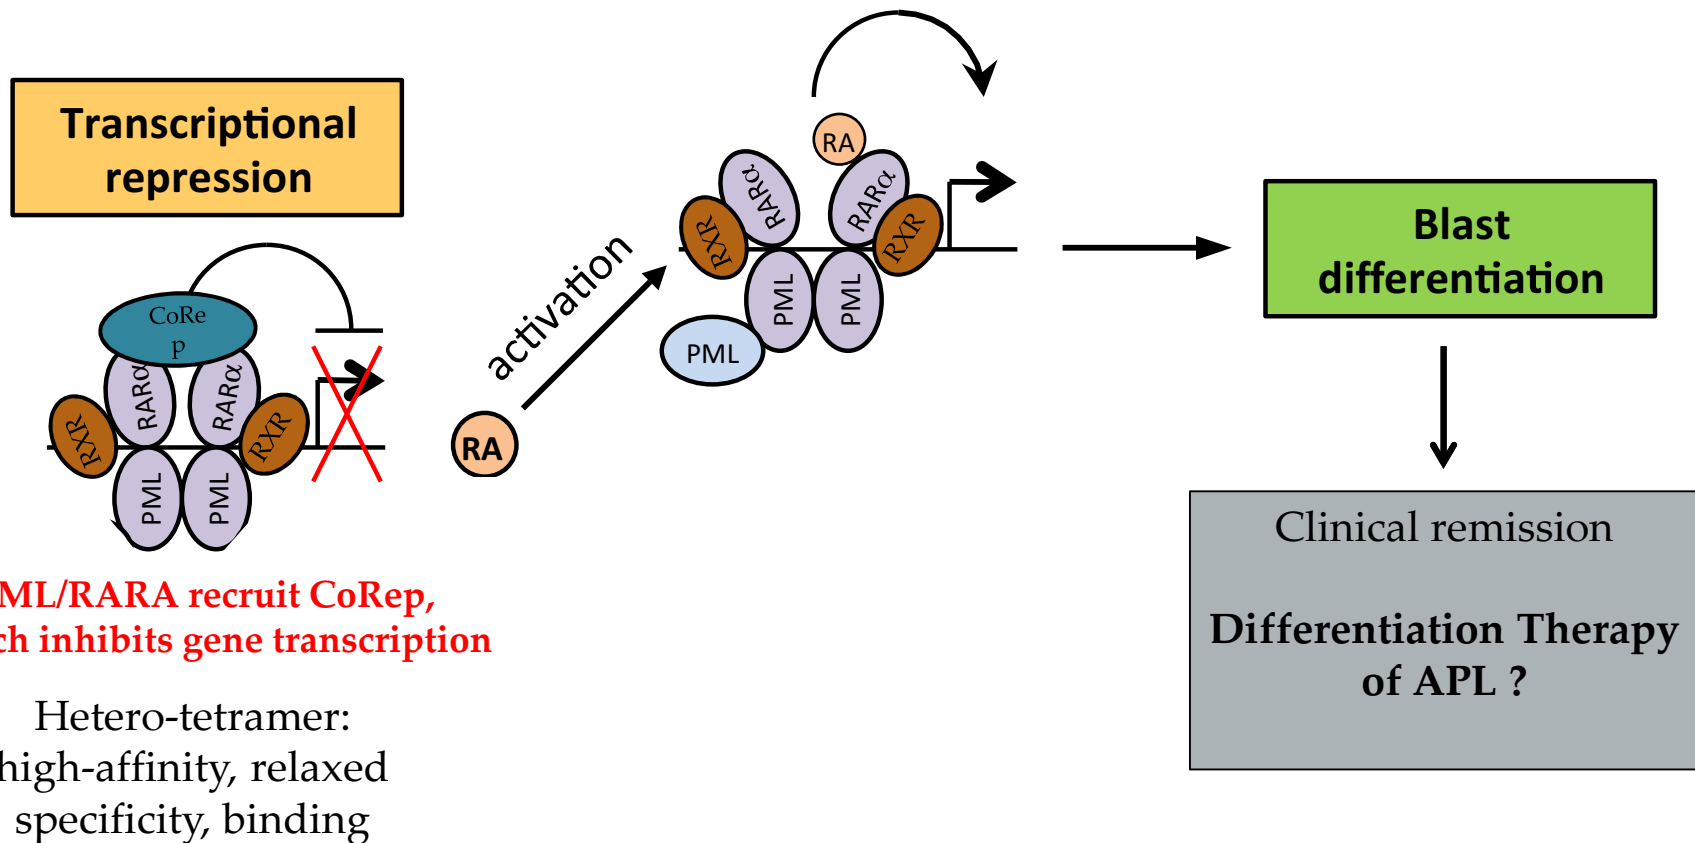 Transcriptional
repression
CoRe
p
RARα
RARα
RXR
RXR
PML
PML
ML/RARA recruit CoRep,
ch inhibits gene transcription
Hetero-tetramer:
high-affinity, relaxed
specificity, binding
RA
activation
RA
RARα
RARα
RXR
RXR
PML
PML
PML
Blast
differentiation
Clinical remission
Differentiation Therapy
of APL ?